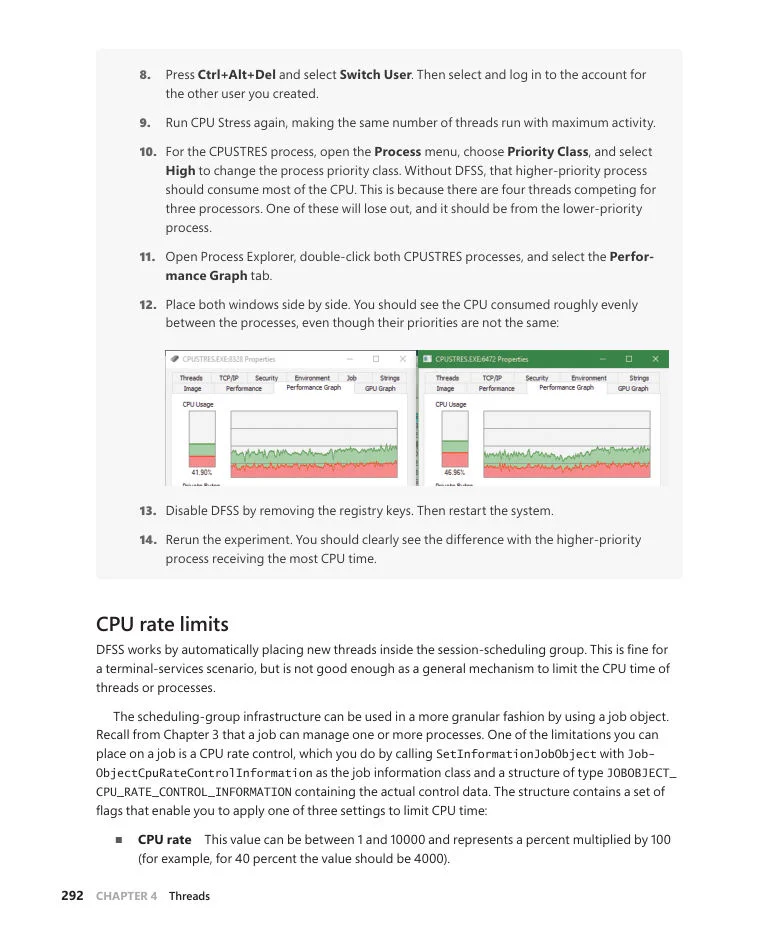 8. Press Ctrl+Alt+Del and select Switch User. Then select and log in to the account for
the other user you created.
9. Run CPU Stress again, making the same number of threads run with maximum activity.
10. For the CPUSTRES process, open the Process menu, choose Priority Class, and select
High to change the process priority class. Without DFSS, that higher-priority process
should consume most of the CPU. This is because there are four threads competing for
three processors. One of these will lose out, and it should be from the lower-priority
process.
11. Open Process Explorer, double-click both CPUSTRES processes, and select the Perfor-
mance Graph tab.
12. Place both windows side by side. You should see the CPU consumed roughly evenly
between the processes, even though their priorities are not the same:
CPUSTRES.EXE:8328 Properties
Threads TCP/IP Security Environment Job Strings
Image Performance Performance Graph GPU Graph
CPU Usage
41.90%
CPUSTRES.EXE:6472 Properties
Threads TCP/IP Security Environment Strings
Image Performance Performance Graph GPU Graph
CPU Usage
46.96%
13. Disable DFSS by removing the registry keys. Then restart the system.
14. Rerun the experiment. You should clearly see the difference with the higher-priority
process receiving the most CPU time.
CPU rate limits
DFSS works by automatically placing new threads inside the session-scheduling group. This is fine for
a terminal-services scenario, but is not good enough as a general mechanism to limit the CPU time of
threads or processes.
The scheduling-group infrastructure can be used in a more granular fashion by using a job object.
Recall from Chapter 3 that a job can manage one or more processes. One of the limitations you can
place on a job is a CPU rate control, which you do by calling SetInformationJobObject with Job-
ObjectCpuRateControlInformation as the job information class and a structure of type JOBOBJECT_
CPU_RATE_CONTROL_INFORMATION containing the actual control data. The structure contains a set of
flags that enable you to apply one of three settings to limit CPU time:
■ CPU rate This value can be between 1 and 10000 and represents a percent multiplied by 100
(for example, for 40 percent the value should be 4000).
292 CHAPTER 4 Threads